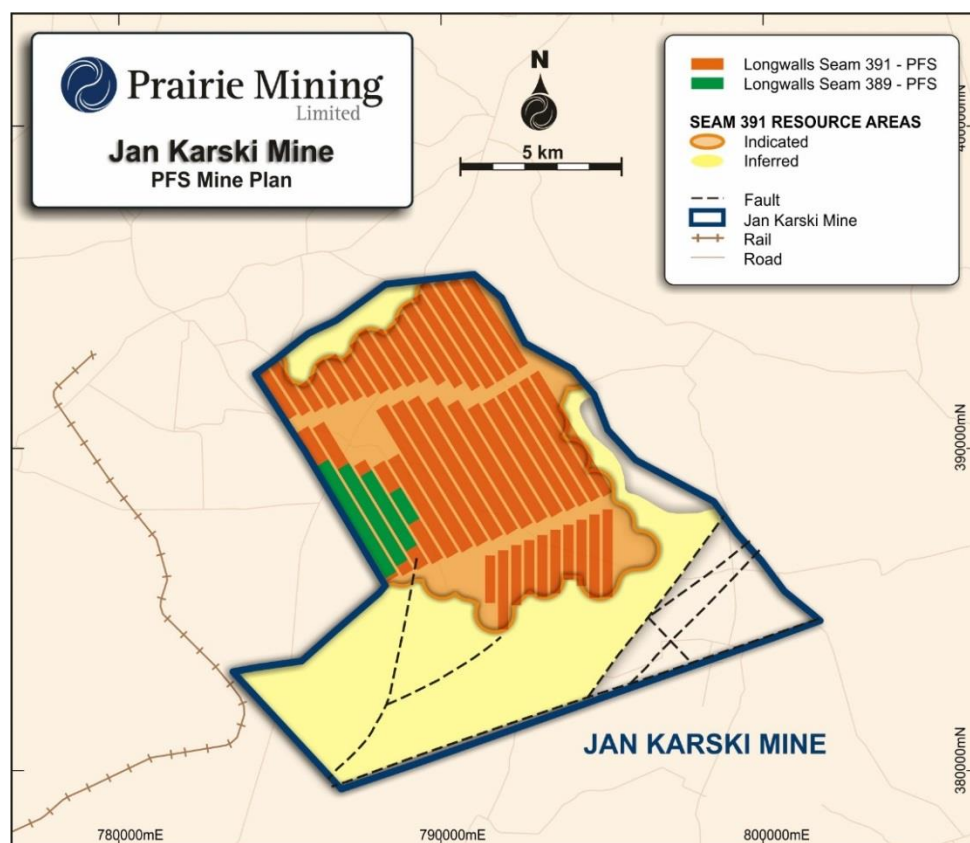 Prairie Mining
Limited
Jan Karski Mine
PFS Mine Plan
N
5 km
Longwalls Seam 391 - PFS
Longwalls Seam 389 - PFS
SEAM 391 RESOURCE AREAS
Indicated
Inferred
Fault
Jan Karski Mine
Rail
Road
400000mN
390000mN
380000mN
JAN KARSKI MINE
780000mE
790000mE
800000mE